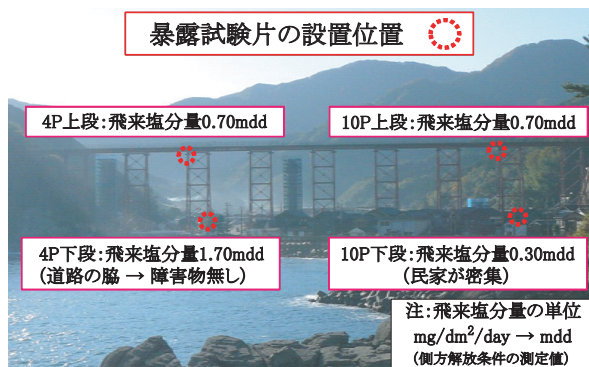 暴露試験片の設置位置
4P上段:飛来塩分量0.70mdd
10P上段:飛来塩分量0.70mdd
4P下段:飛来塩分量1.70mdd
(道路の脇 → 障害物無し)
10P下段:飛来塩分量0.30mdd
(民家が密集)
注:飛来塩分量の単位
mg/dm²/day → mdd
(側方解放条件の測定値)